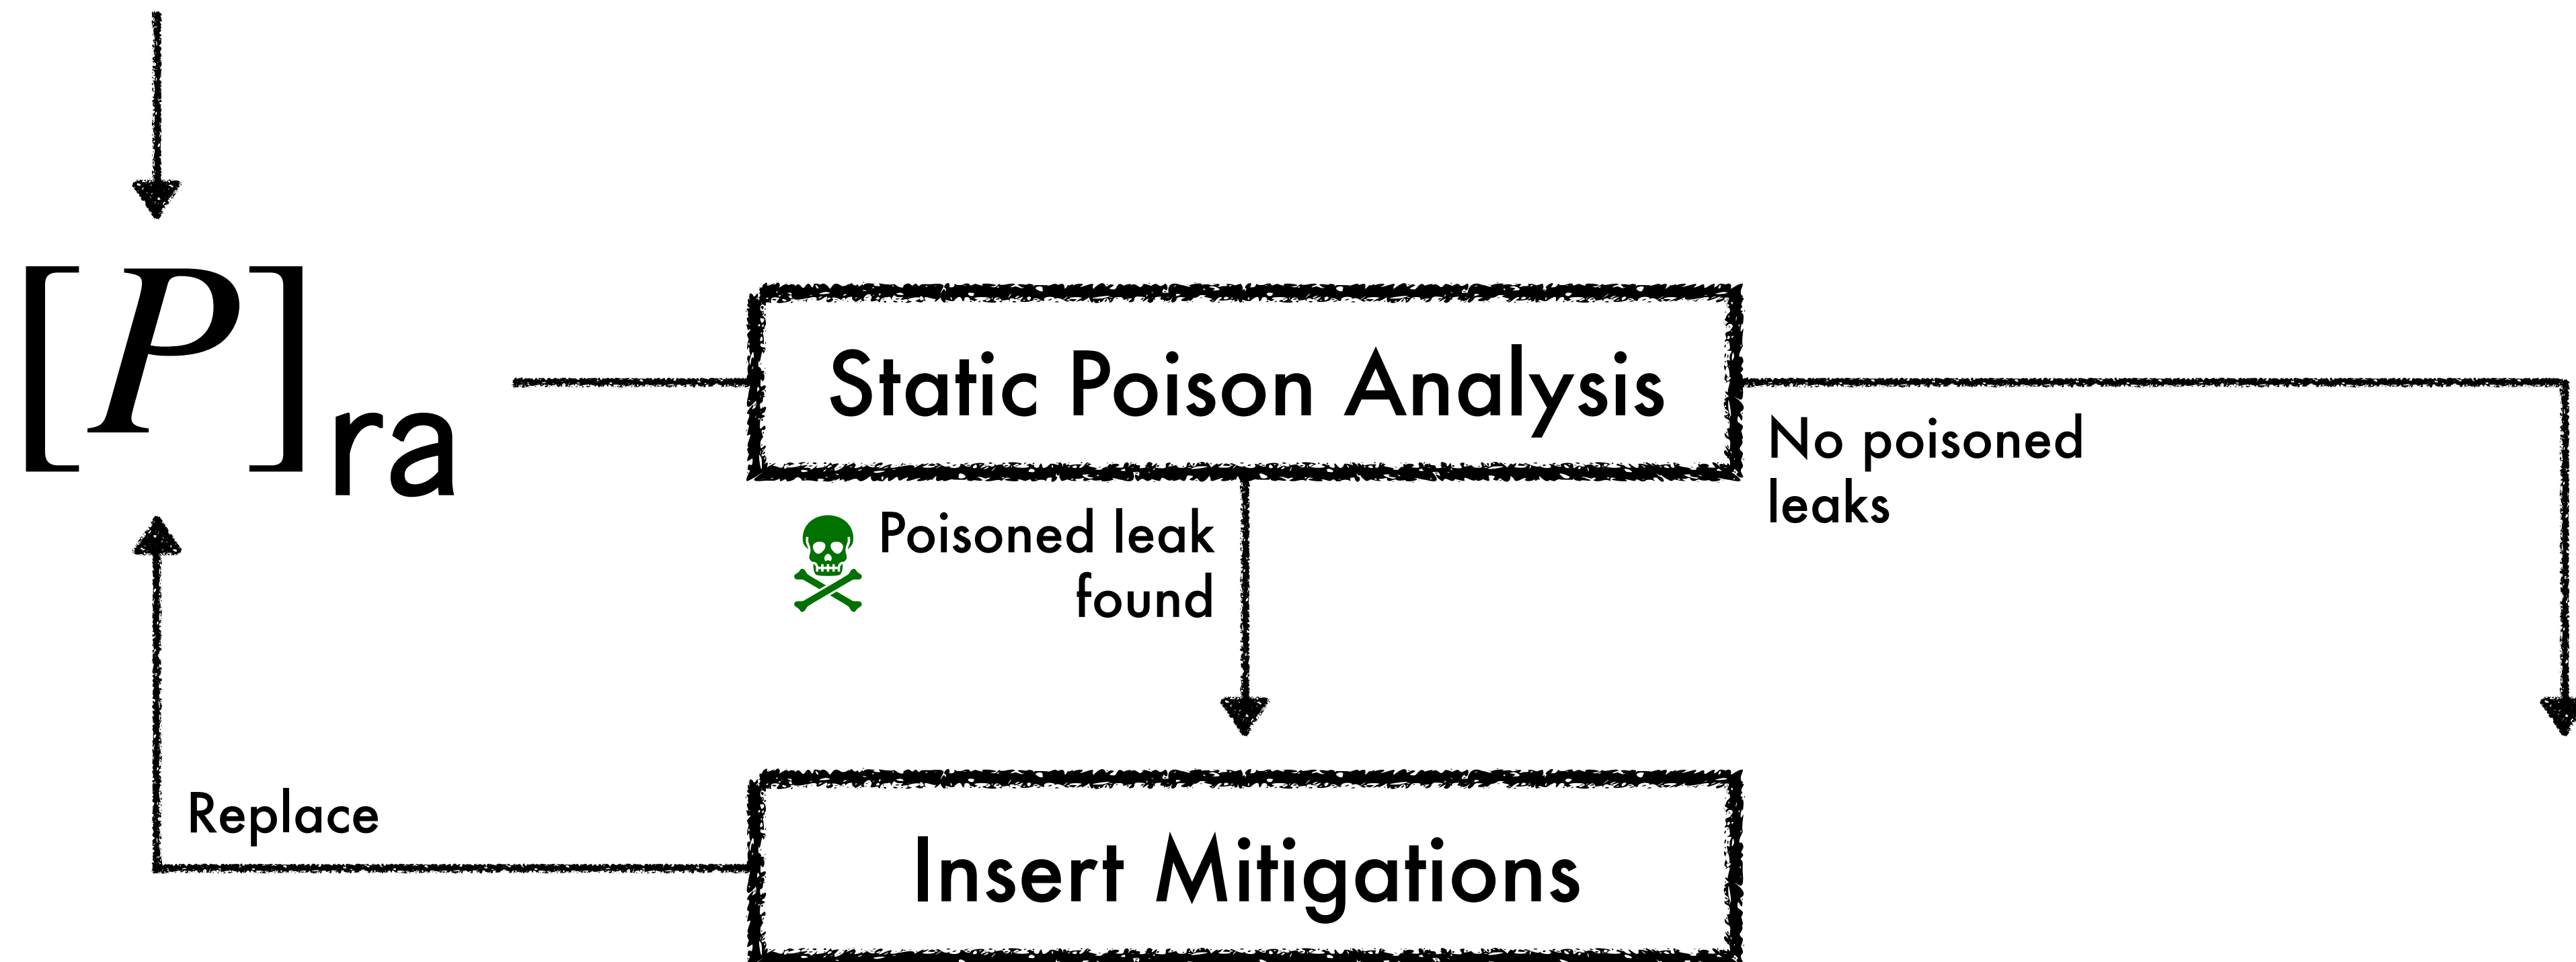 [P]ra
Static Poison Analysis
No poisoned
leaks
Poisoned leak
found
Replace
Insert Mitigations